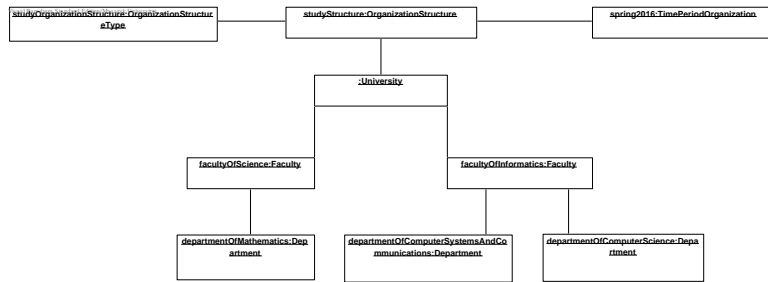 studyOrganizationStructure:OrganizationStructur
eType
studyStructure:OrganizationStructure
spring2016:TimePeriodOrganization
:University
facultyOfScience:Faculty
facultyOfInformatics:Faculty
departmentOfMathematics:Dep
artment
departmentOfComputerSystemsAndCo
mmunications:Department
departmentOfComputerScience:Depa
rtment